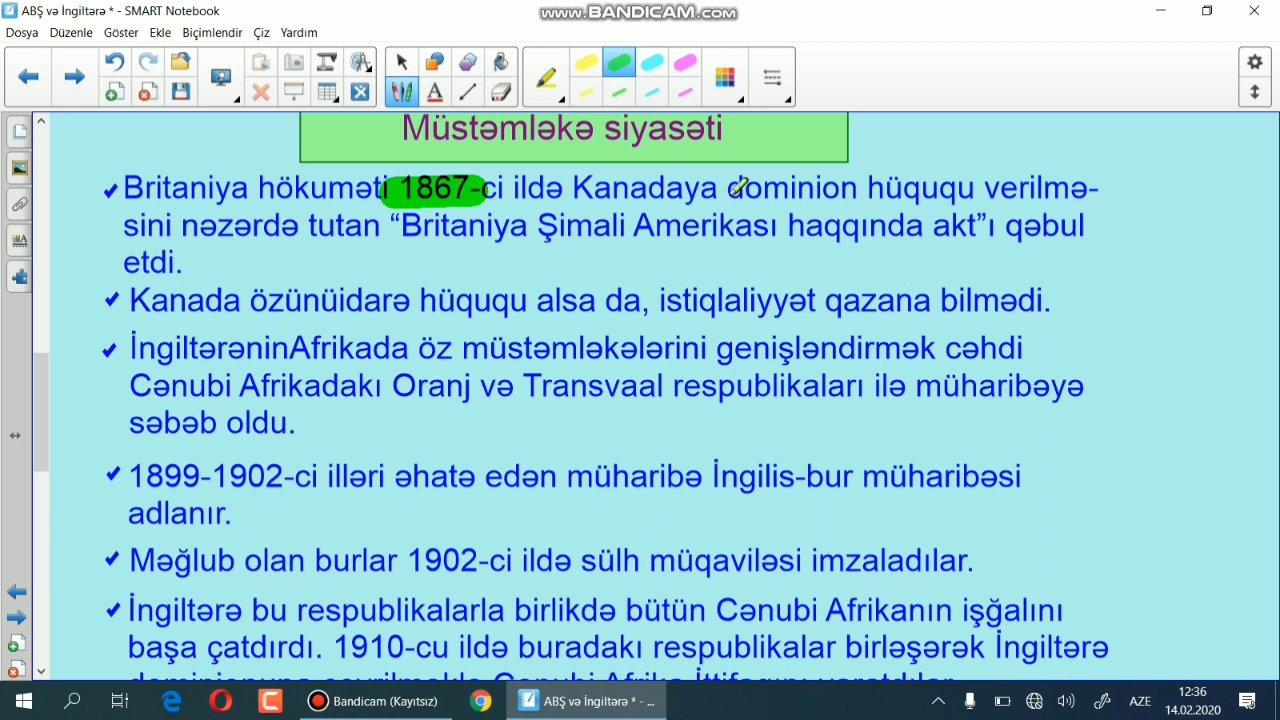 ABŞ və İngiltərə * - SMART Notebook
www.BANDICAM.com
Dosya Düzenle Göster Ekle Biçimlendir Çiz Yardım
Müstəmləkə siyasəti
Britaniya hökuməti 1867-ci ildə Kanadaya dominion hüququ verilmə-
sini nəzərdə tutan “Britaniya Şimali Amerikası haqqında akt”ı qəbul
etdi.
Kanada özünüidarə hüququ alsa da, istiqlaliyyət qazana bilmədi.
İngiltərəninAfrikada öz müstəmləkələrini genişləndirmək cəhdi
Cənubi Afrikadakı Oranj və Transvaal respublikaları ilə müharibəyə
səbəb oldu.
1899-1902-ci illəri əhatə edən müharibə İngilis-bur müharibəsi
adlanır.
Məğlub olan burlar 1902-ci ildə sülh müqaviləsi imzaladılar.
İngiltərə bu respublikalarla birlikdə bütün Cənubi Afrikanın işğalını
başa çatdırdı. 1910-cu ildə buradakı respublikalar birləşərək İngiltərə
Bandicam (Kayıtsız)
ABŞ və İngiltərə * - ...
AZE
12:36
14.02.2020